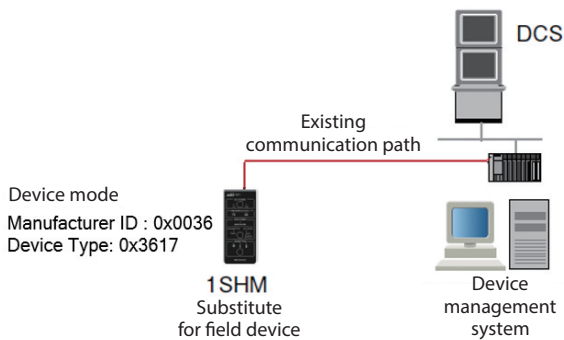 DCS
Existing
communication path
Device mode
Manufacturer ID : 0x0036
Device Type: 0x3617
1SHM
Substitute
for field device
Device
management
system